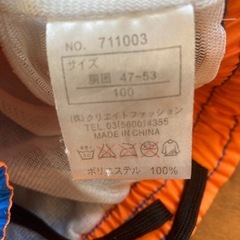 NO. 711003
サイズ
胴囲 47-53
100
(株)クリエイトファッション
TEL 03(5600)4355
MADE IN CHINA
ポリエステル 100%